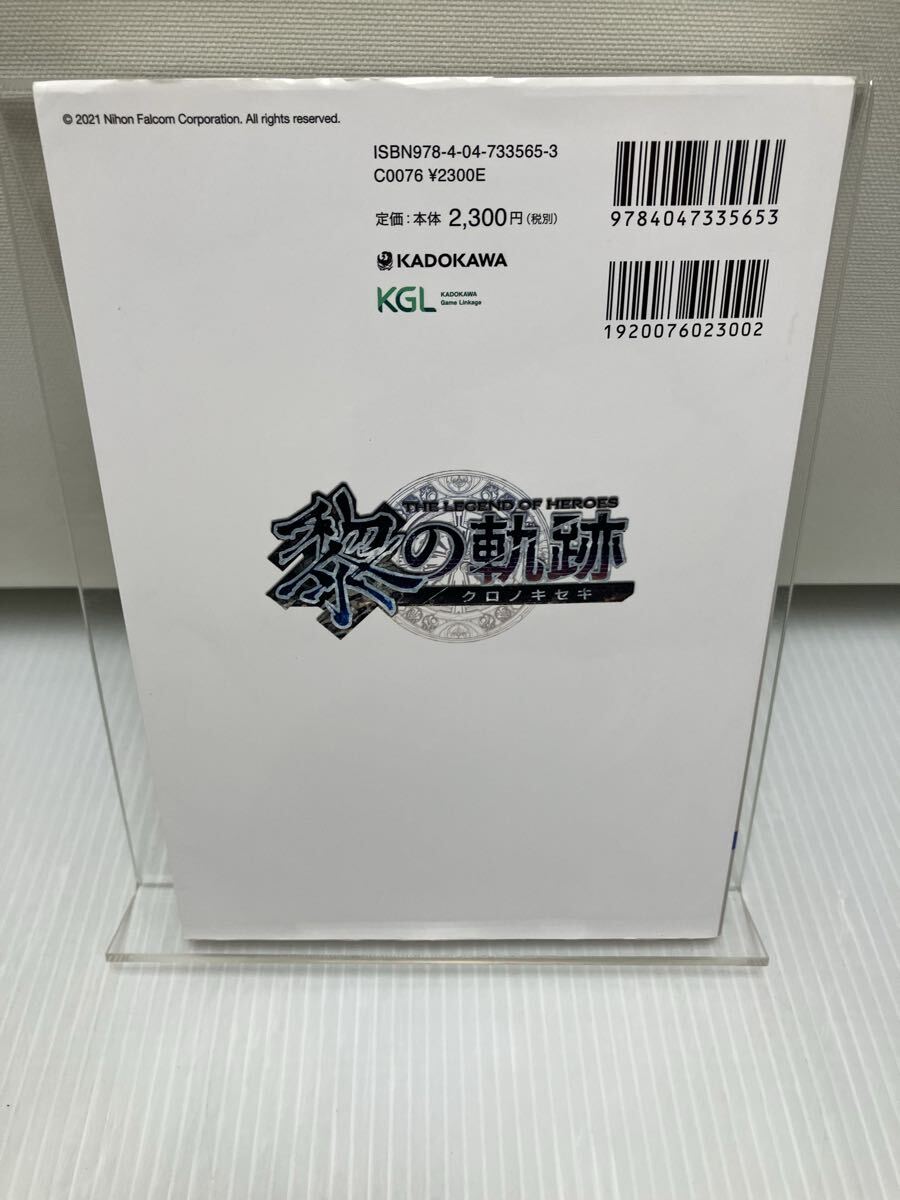 © 2021 Nihon Falcom Corporation. All rights reserved.
ISBN978-4-04-733565-3
C0076 ¥2300E
定価:本体 2,300円(税別)
KADOKAWA
KGL KADOKAWA
Game Linkage
9784047335653
1920076023002
THE LEGEND OF HEROES
黎の軌跡
クロノキセキ